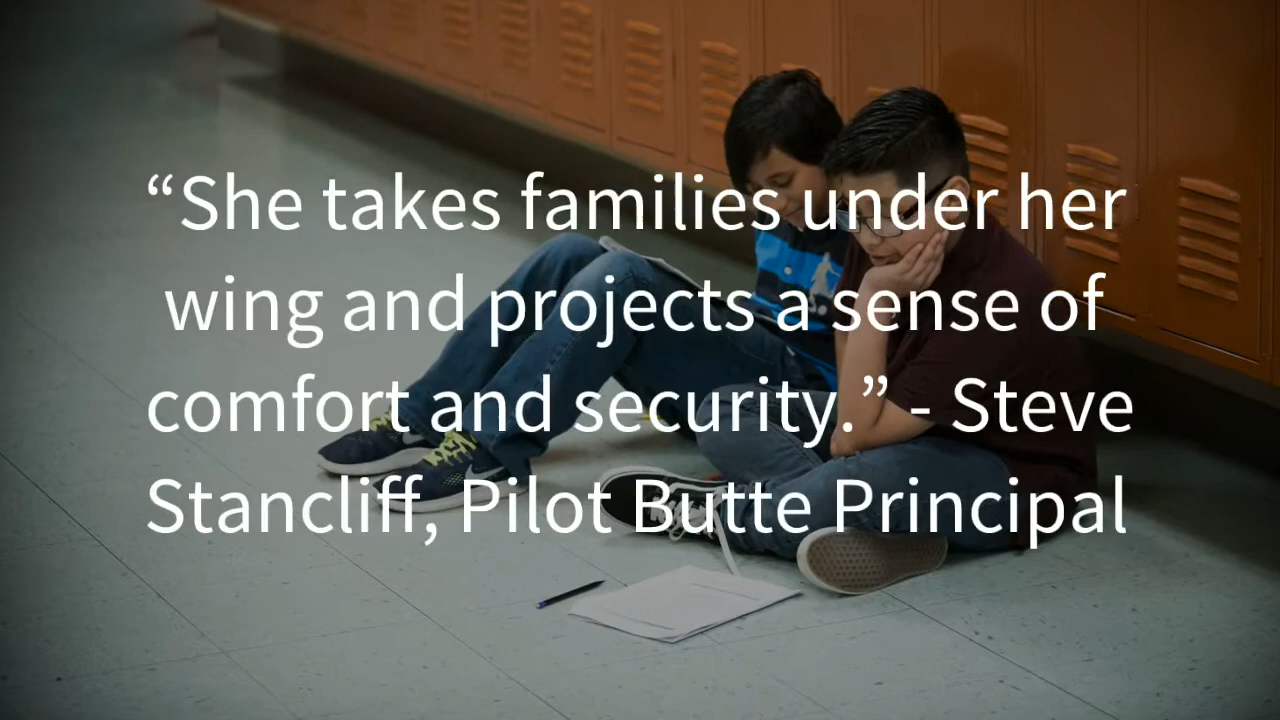 “She takes families under her
wing and projects a sense of
comfort and security.” - Steve
Stancliff, Pilot Butte Principal